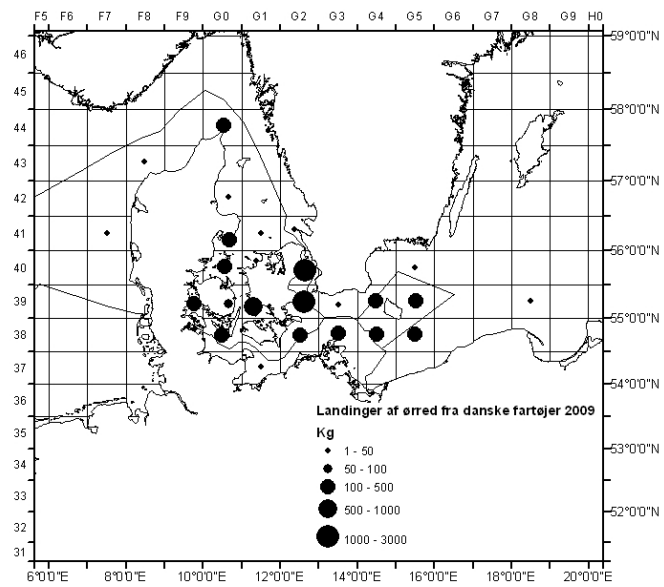 F5 F6 F7 F8 F9 G0 G1 G2 G3 G4 G5 G6 G7 G8 G9 H0
46
59°0'0"N
45
58°0'0"N
44
43
57°0'0"N
42
41
56°0'0"N
40
39
55°0'0"N
38
37
54°0'0"N
36
35
53°0'0"N
34
33
52°0'0"N
32
31
Landinger af ørred fra danske fartøjer 2009
Kg
1 - 50
50 - 100
100 - 500
500 - 1000
1000 - 3000
6°0'0"E 8°0'0"E 10°0'0"E 12°0'0"E 14°0'0"E 16°0'0"E 18°0'0"E 20°0'0"E